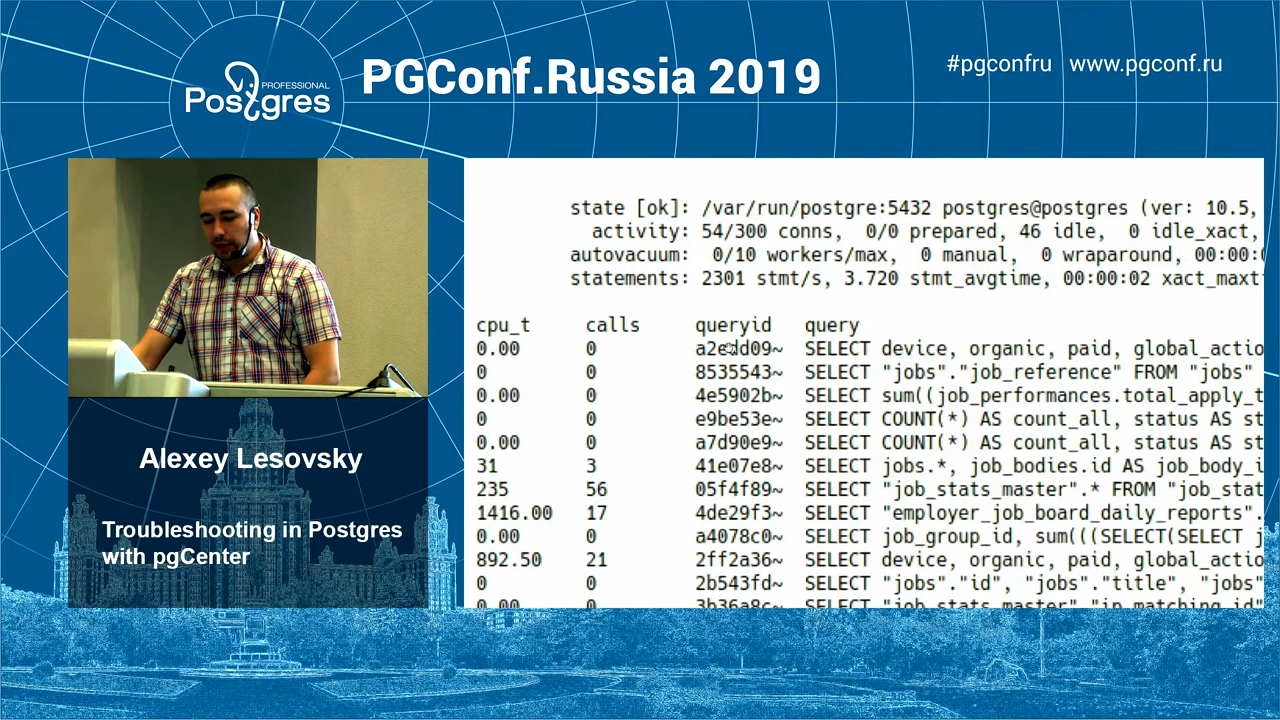 PROFESSIONAL
Postgres
PGConf.Russia 2019
#pgconfru www.pgconf.ru
state [ok]: /var/run/postgre:5432 postgres@postgres (ver: 10.5,
activity: 54/300 conns, 0/0 prepared, 46 idle, 0 idle_xact,
autovacuum: 0/10 workers/max, 0 manual, 0 wraparound, 00:00:
statements: 2301 stmt/s, 3.720 stmt_avgtime, 00:00:02 xact_maxt
cpu_t calls queryid query
0.00 0 SELECT device, organic, paid, global_actio
0 0 8535543~ SELECT "jobs"."job_reference" FROM "jobs"
0.00 0 4e5902b~ SELECT sum((job_performances.total_apply_t
0 0 e9be53e~ SELECT COUNT(*) AS count_all, status AS st
0.00 0 a7d90e9~ SELECT COUNT(*) AS count_all, status AS st
31 3 41e07e8~ SELECT jobs.*, job_bodies.id AS job_body_i
235 56 05f4f89~ SELECT "job_stats_master".* FROM "job_stat
1416.00 17 4de29f3~ SELECT "employer_job_board_daily_reports".
0.00 0 a4078c0~ SELECT job_group_id, sum(((SELECT(SELECT j
892.50 21 2ff2a36~ SELECT device, organic, paid, global_actio
0 0 2b543fd~ SELECT "jobs"."id", "jobs"."title", "jobs"
0.00 0 3b36a8c~ SELECT "job_stats_master"."ip_matching_id"
Alexey Lesovsky
Troubleshooting in Postgres
with pgCenter